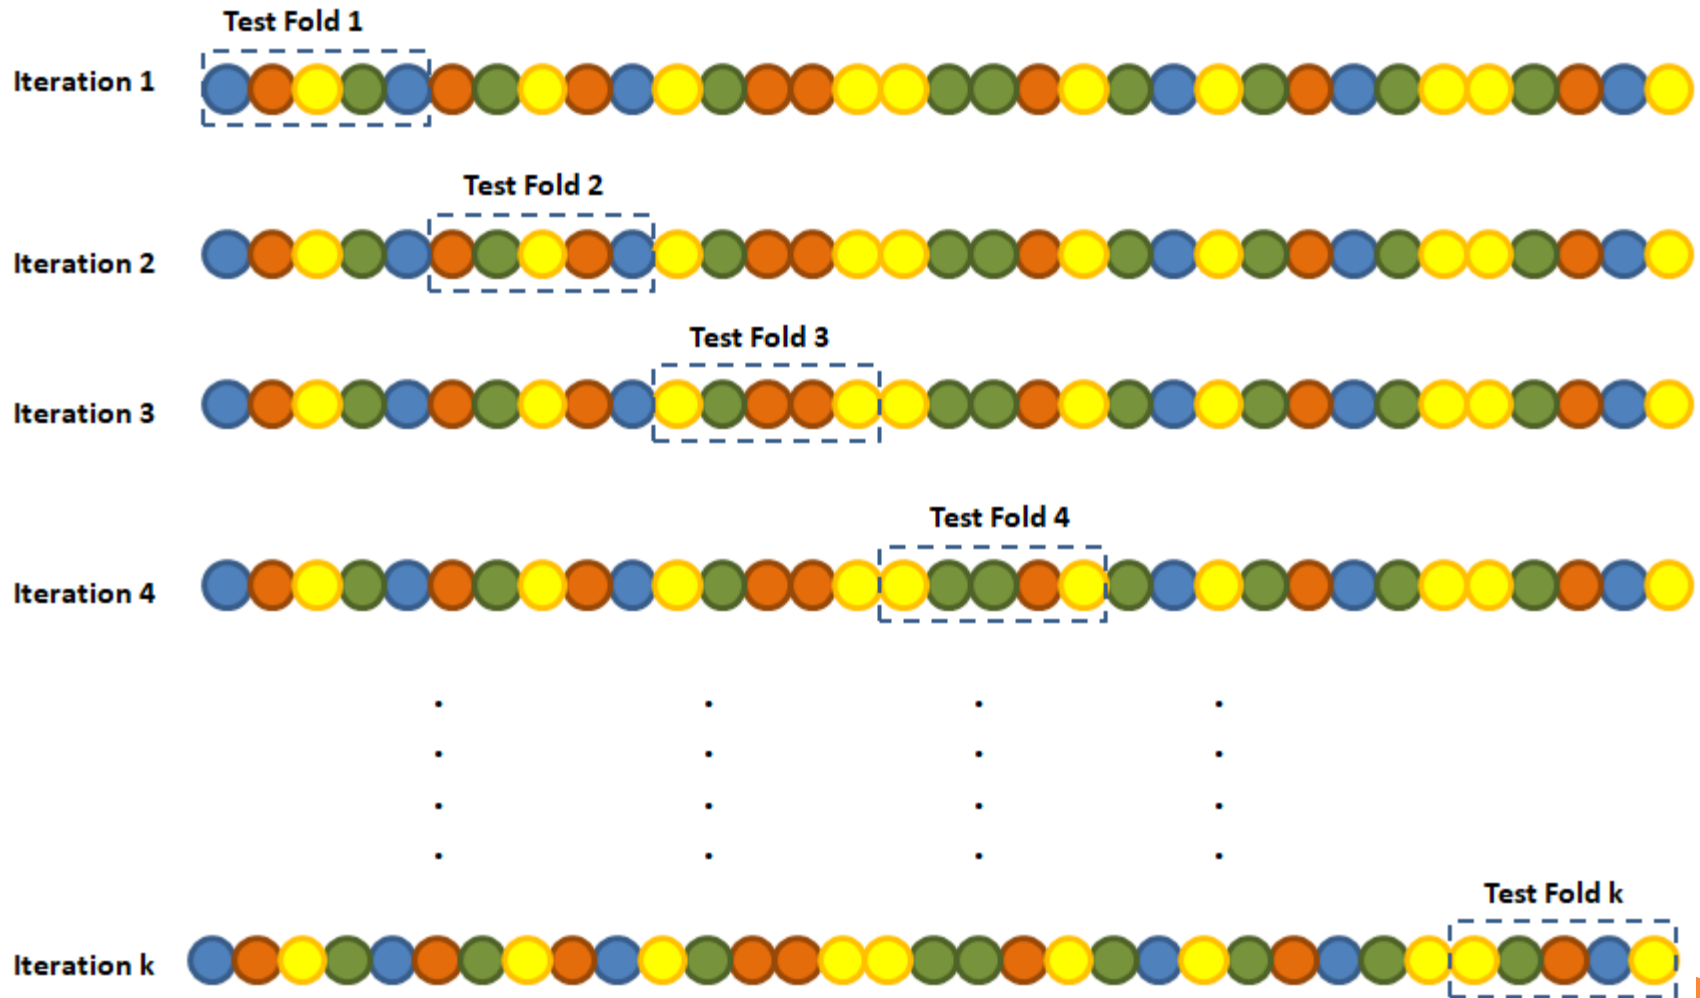 Test Fold 1
Iteration 1
Test Fold 2
Iteration 2
Test Fold 3
Iteration 3
Test Fold 4
Iteration 4
Test Fold k
Iteration k